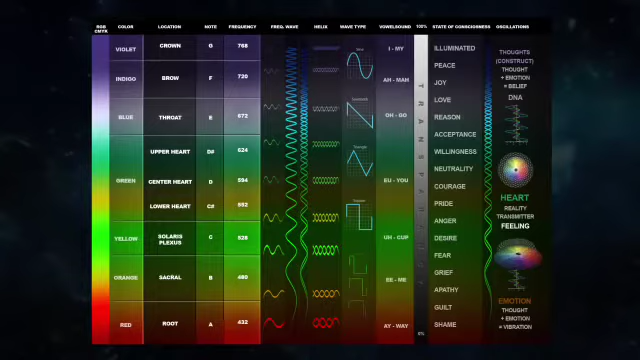 RGB CMYK COLOR LOCATION NOTE FREQUENCY FREQ. WAVE HELIX WAVE TYPE VOWELSOUND 100% STATE OF CONSCIOSNESS OSCILLATIONS
VIOLET CROWN G 768 I - MY ILLUMINATED
PEACE
INDIGO BROW F 720 AH - MAH JOY
LOVE
BLUE THROAT E 672 OH - GO REASON
ACCEPTANCE
UPPER HEART D# 624 WILLINGNESS
NEUTRALITY
GREEN CENTER HEART D 594 EU - YOU COURAGE
LOWER HEART C# 552 PRIDE
ANGER
YELLOW SOLARIS PLEXUS C 528 UH - CUP DESIRE
FEAR
ORANGE SACRAL B 480 EE - ME GRIEF
APATHY
GUILT
RED ROOT A 432 AY - WAY SHAME
0%
THOUGHTS
(CONSTRUCT)
THOUGHT
+ EMOTION
= BELIEF
DNA
HEART
REALITY
TRANSMITTER
FEELING
EMOTION
THOUGHT
+ EMOTION
= VIBRATION